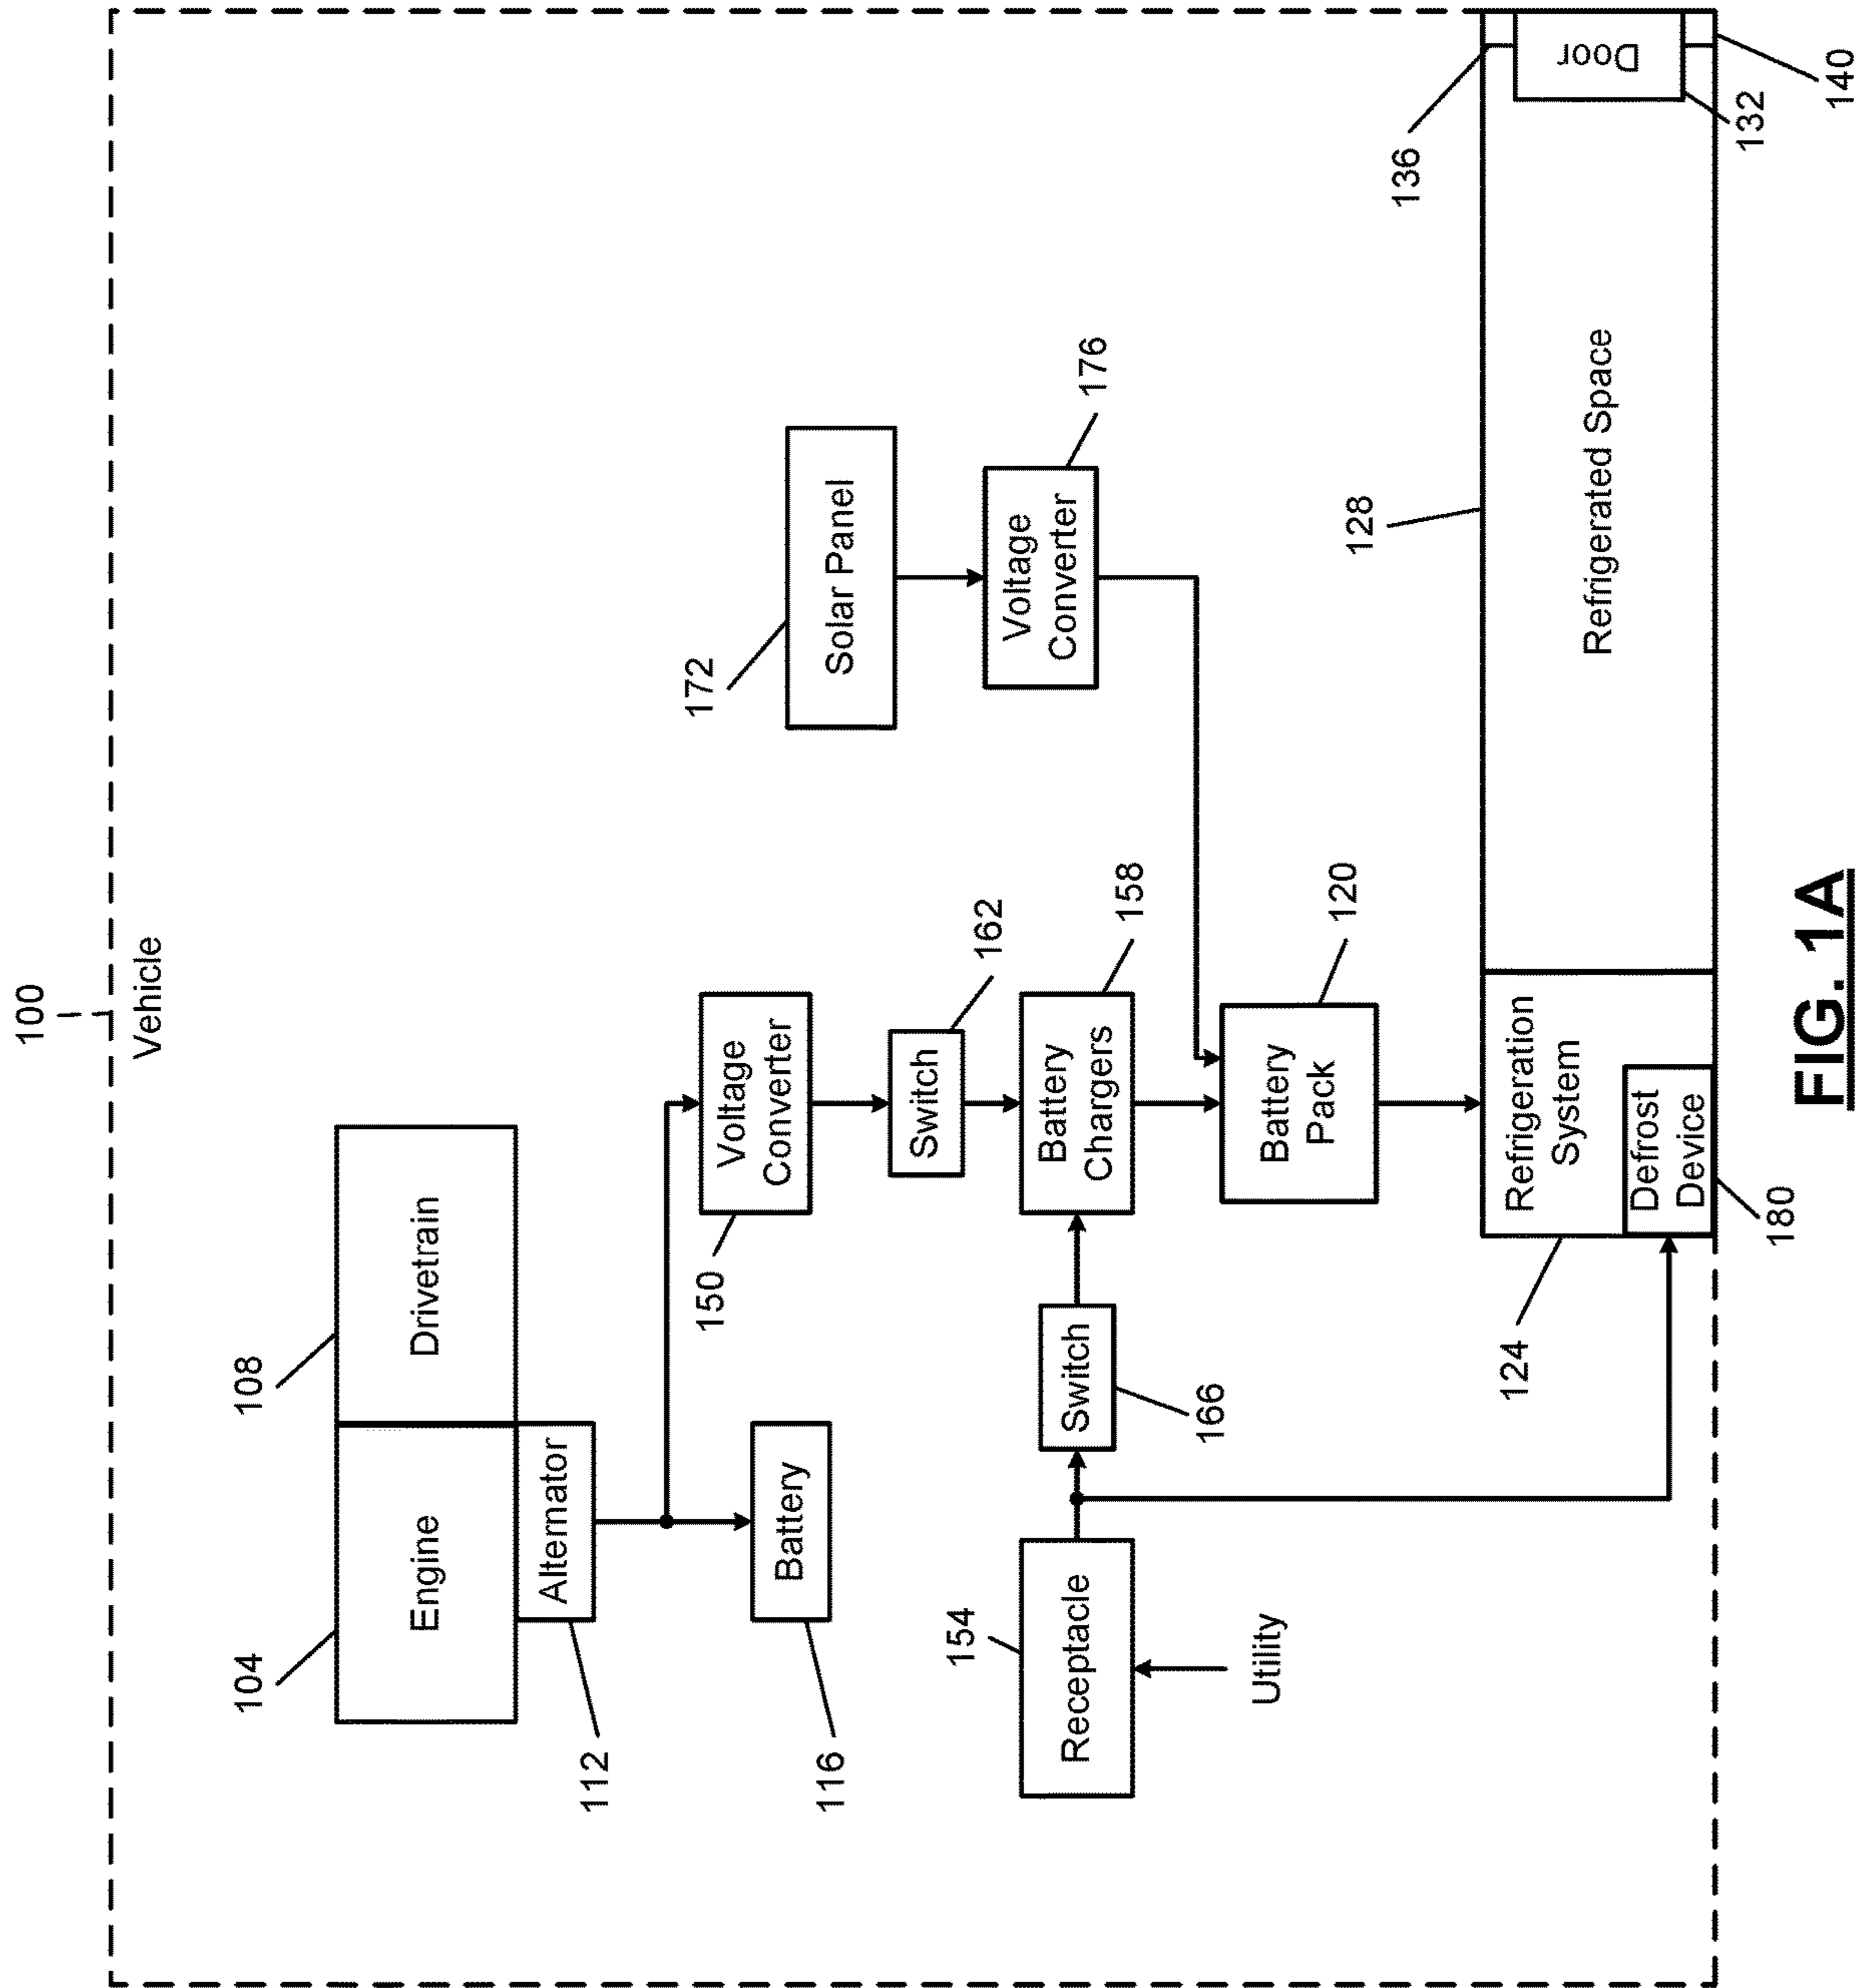 100
Vehicle
104
Engine
108
Drivetrain
112
Alternator
116
Battery
150
Voltage
Converter
162
Switch
172
Solar Panel
176
Voltage
Converter
154
Receptacle
Utility
166
Switch
158
Battery
Chargers
120
Battery
Pack
124
Refrigeration
System
180
Defrost
Device
128
Refrigerated Space
136
Door
132
140
FIG. 1A